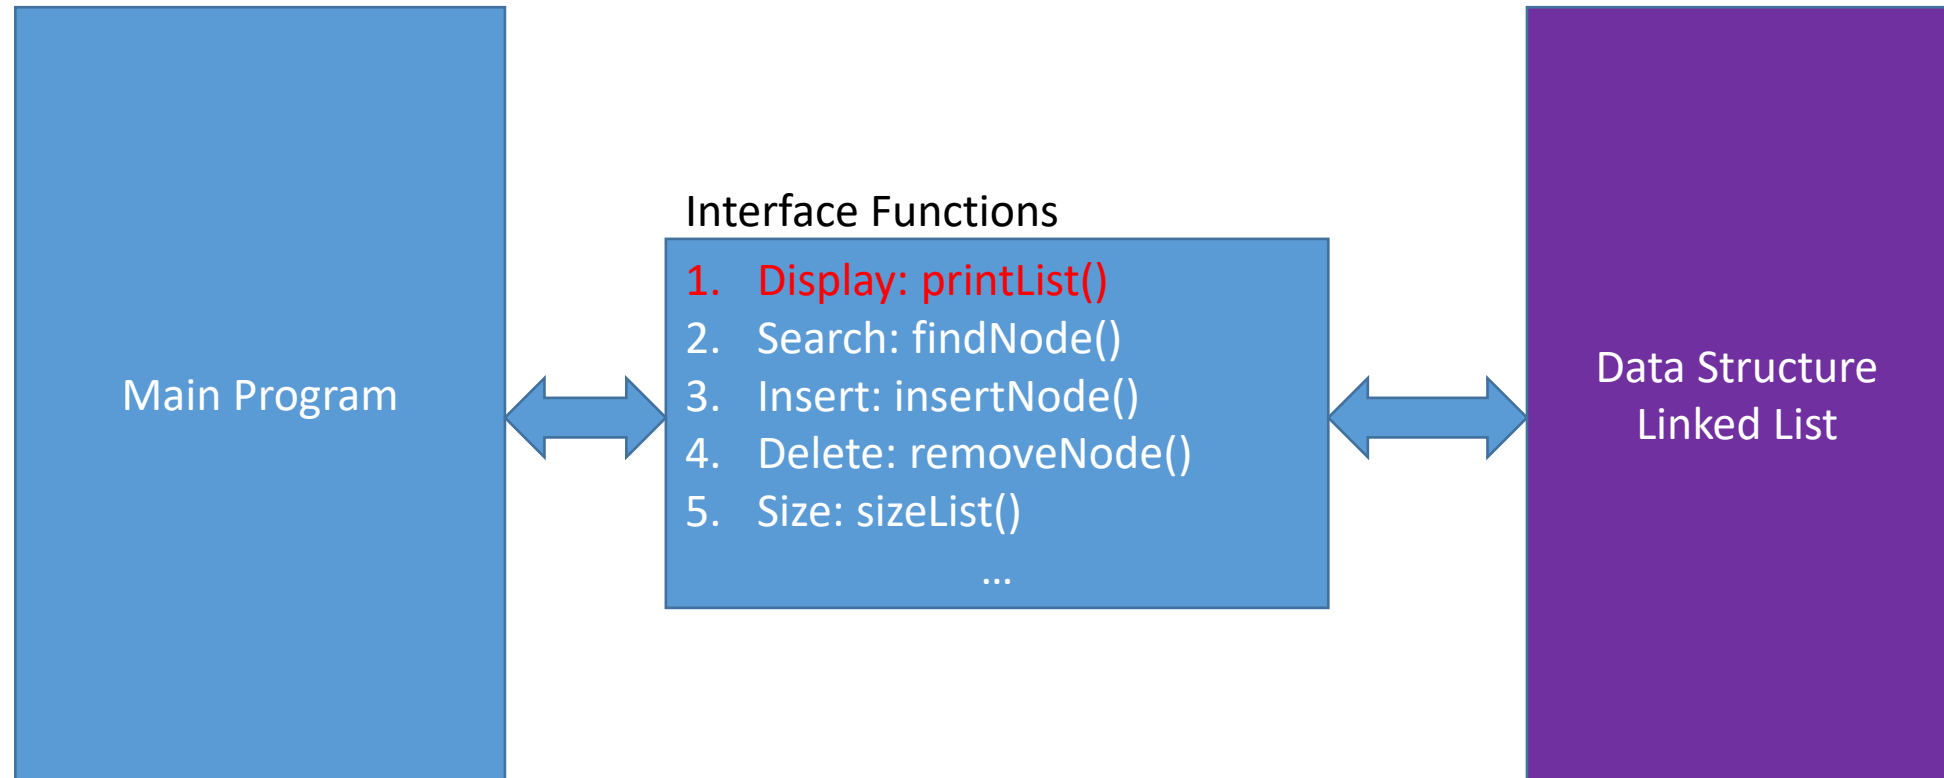 Main Program
Interface Functions
1. Display: printList()
2. Search: findNode()
3. Insert: insertNode()
4. Delete: removeNode()
5. Size: sizeList()
…
Data Structure
Linked List